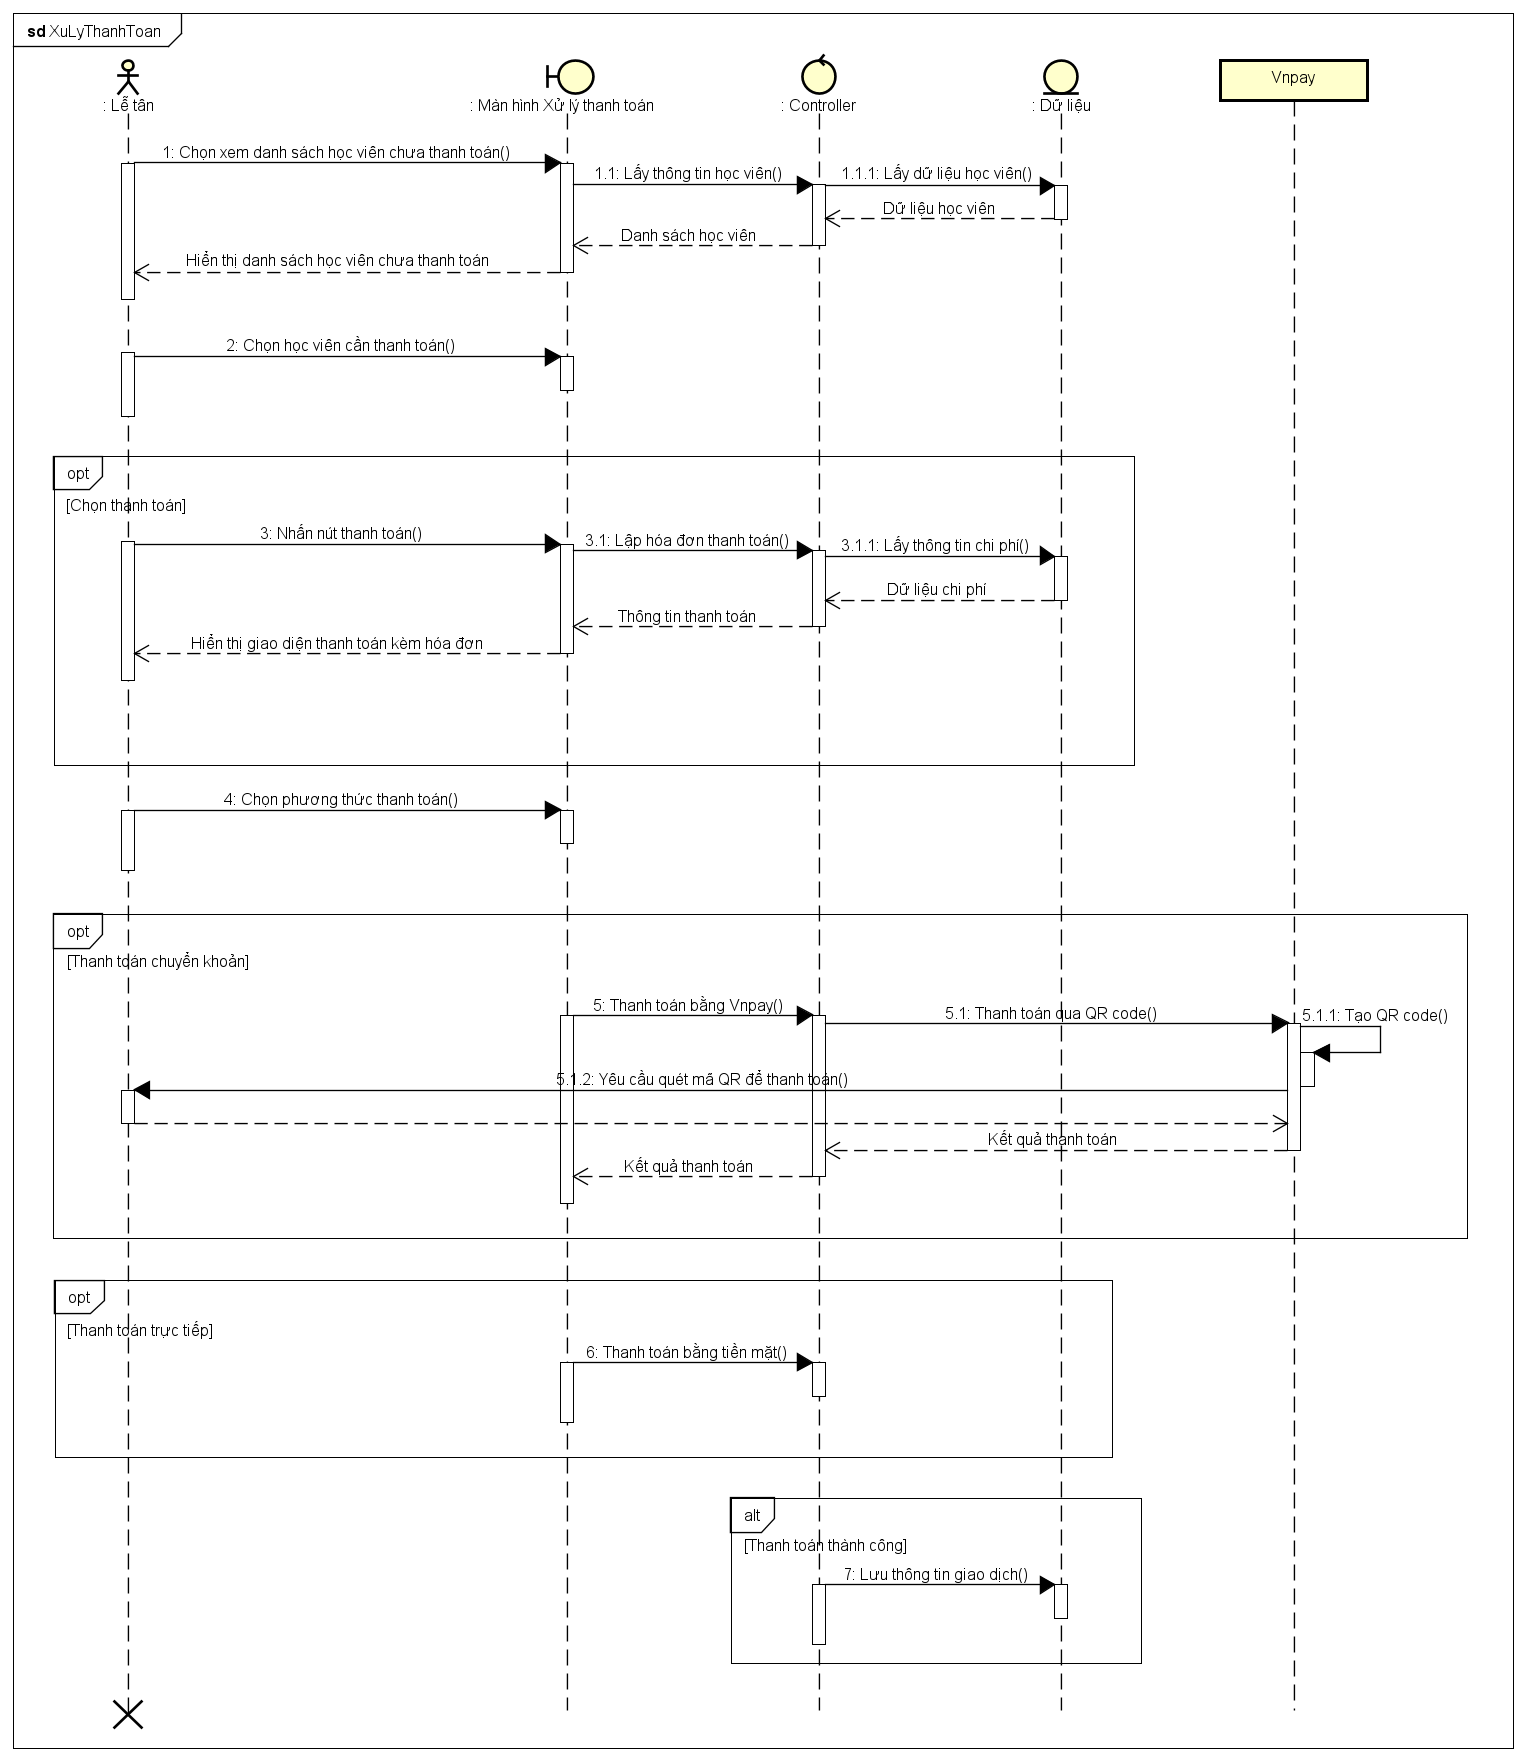 sd XuLyThanhToan
: Lễ tân
: Màn hình Xử lý thanh toán
: Controller
: Dữ liệu
Vnpay
1: Chọn xem danh sách học viên chưa thanh toán()
1.1: Lấy thông tin học viên()
1.1.1: Lấy dữ liệu học viên()
Dữ liệu học viên
Danh sách học viên
Hiển thị danh sách học viên chưa thanh toán
2: Chọn học viên cần thanh toán()
opt
[Chọn thanh toán]
3: Nhấn nút thanh toán()
3.1: Lập hóa đơn thanh toán()
3.1.1: Lấy thông tin chi phí()
Dữ liệu chi phí
Thông tin thanh toán
Hiển thị giao diện thanh toán kèm hóa đơn
4: Chọn phương thức thanh toán()
opt
[Thanh toán chuyển khoản]
5: Thanh toán bằng Vnpay()
5.1: Thanh toán qua QR code()
5.1.1: Tạo QR code()
5.1.2: Yêu cầu quét mã QR để thanh toán()
Kết quả thanh toán
Kết quả thanh toán
opt
[Thanh toán trực tiếp]
6: Thanh toán bằng tiền mặt()
alt
[Thanh toán thành công]
7: Lưu thông tin giao dịch()